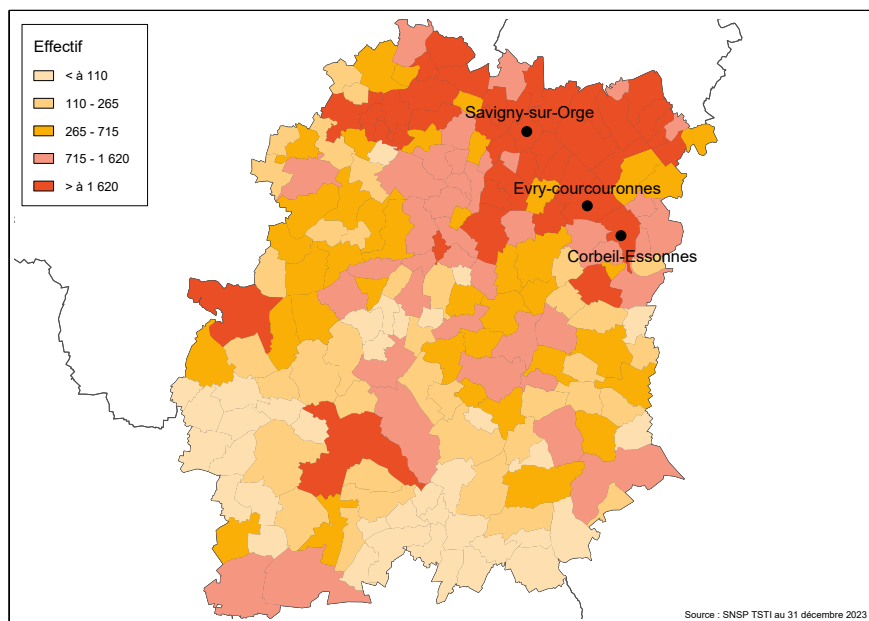 Effectif
< à 110
110 - 265
265 - 715
715 - 1 620
> à 1 620
Savigny-sur-Orge
Evry-courcouronnes
Corbeil-Essonnes
Source : SNSP TSTI au 31 décembre 2023